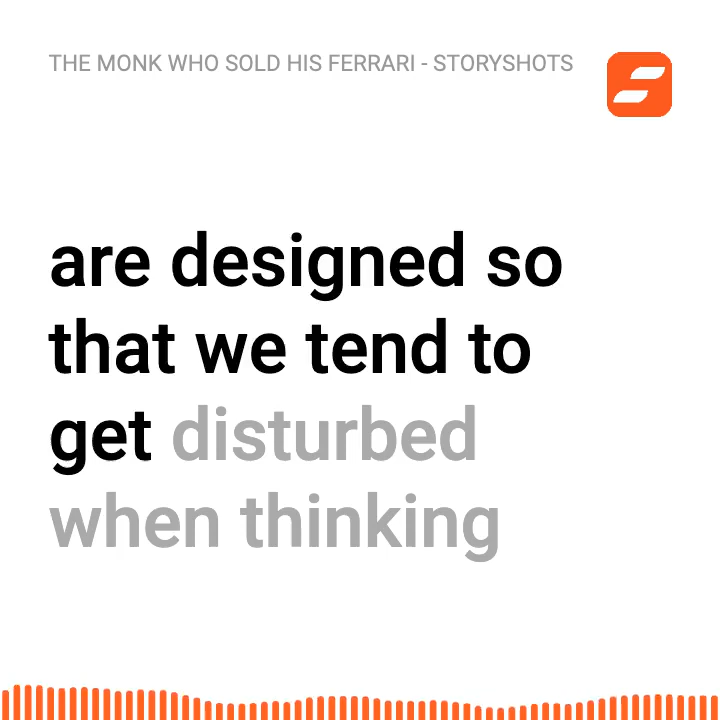 THE MONK WHO SOLD HIS FERRARI - STORYSHOTS
are designed so
that we tend to
get disturbed
when thinking